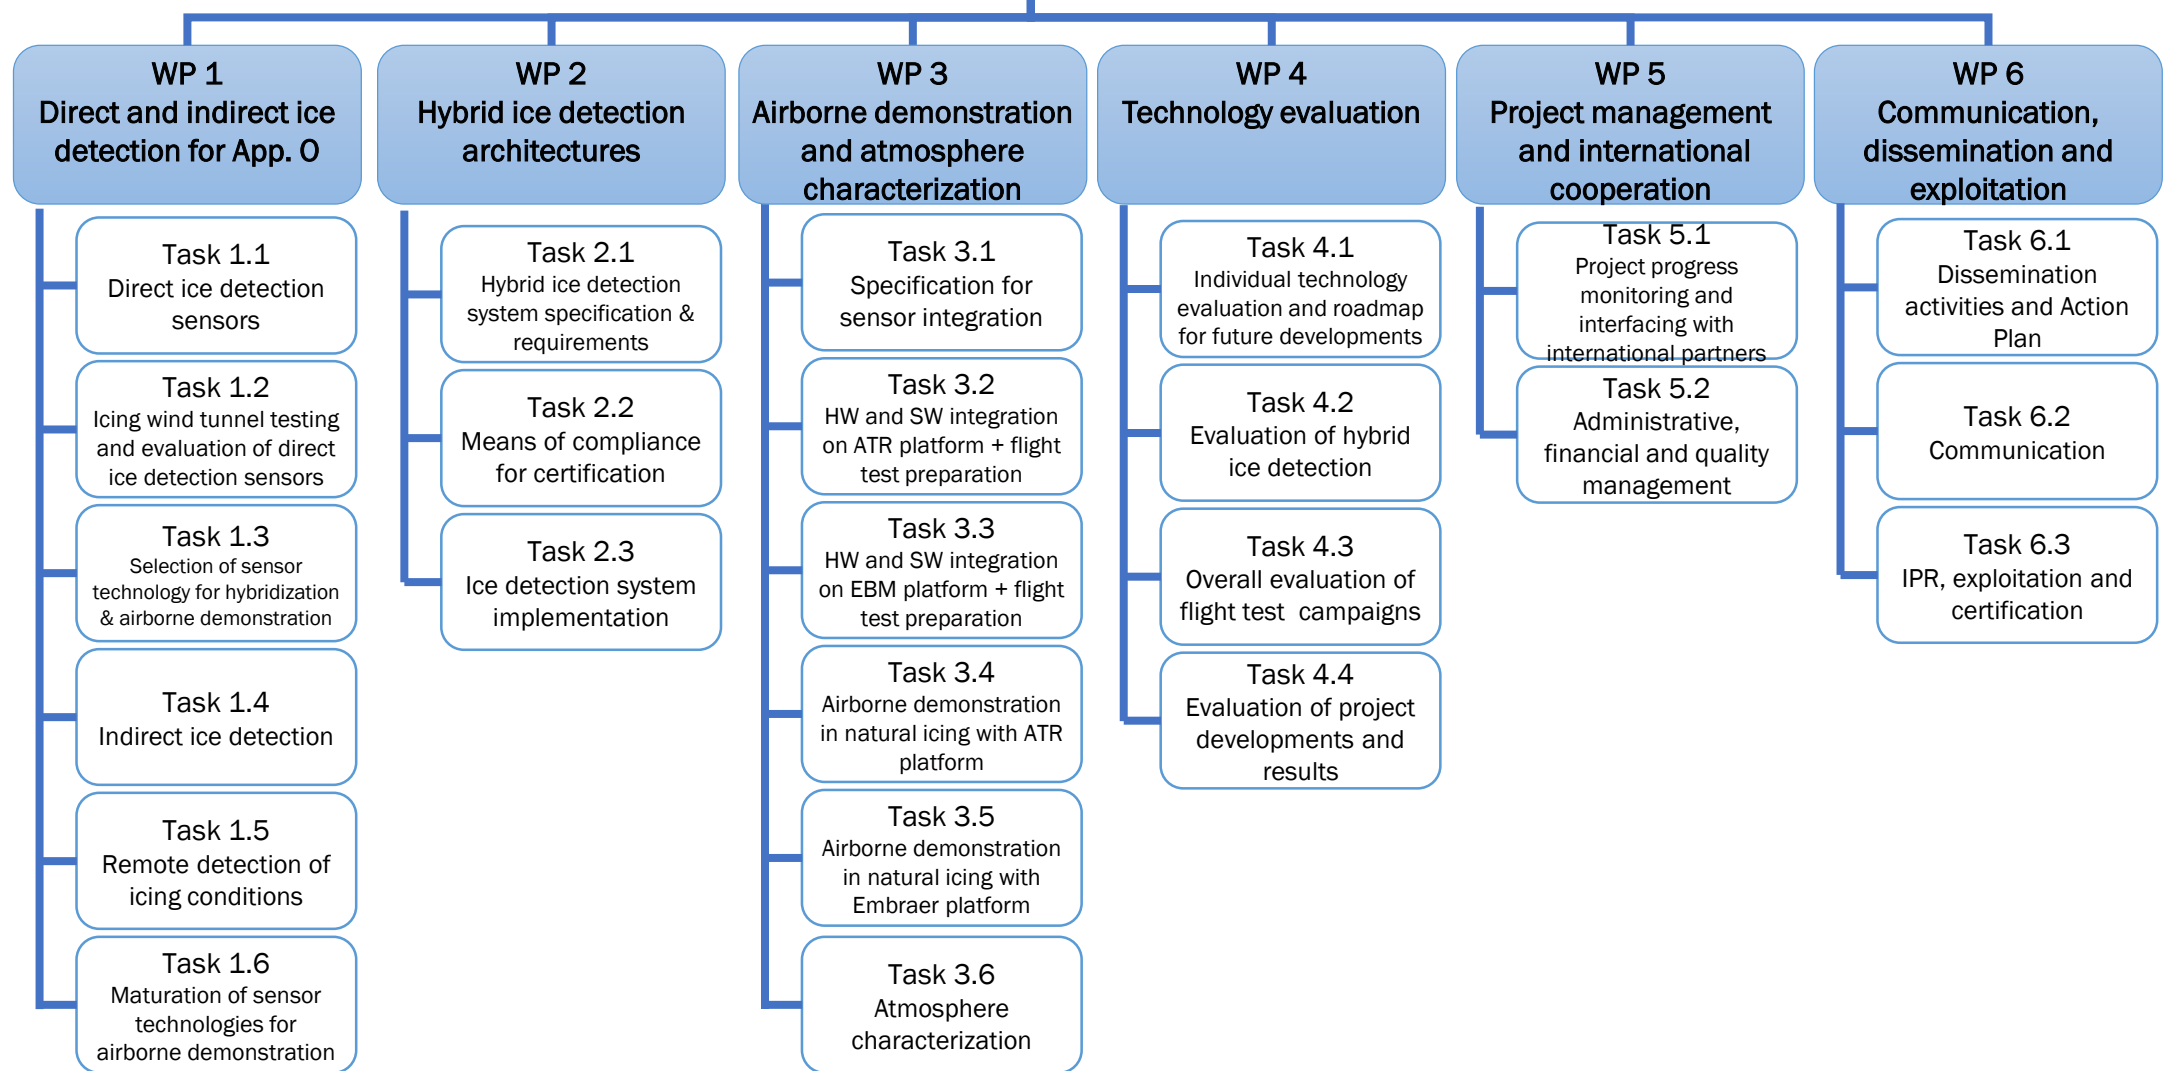 WP 1
Direct and indirect ice
detection for App. O
WP 2
Hybrid ice detection
architectures
WP 3
Airborne demonstration
and atmosphere
characterization
WP 4
Technology evaluation
WP 5
Project management
and international
cooperation
WP 6
Communication,
dissemination and
exploitation
Task 1.1
Direct ice detection
sensors
Task 1.2
Icing wind tunnel testing
and evaluation of direct
ice detection sensors
Task 1.3
Selection of sensor
technology for hybridization
& airborne demonstration
Task 1.4
Indirect ice detection
Task 1.5
Remote detection of
icing conditions
Task 1.6
Maturation of sensor
technologies for
airborne demonstration
Task 2.1
Hybrid ice detection
system specification &
requirements
Task 2.2
Means of compliance
for certification
Task 2.3
Ice detection system
implementation
Task 3.1
Specification for
sensor integration
Task 3.2
HW and SW integration
on ATR platform + flight
test preparation
Task 3.3
HW and SW integration
on EBM platform + flight
test preparation
Task 3.4
Airborne demonstration
in natural icing with ATR
platform
Task 3.5
Airborne demonstration
in natural icing with
Embraer platform
Task 3.6
Atmosphere
characterization
Task 4.1
Individual technology
evaluation and roadmap
for future developments
Task 4.2
Evaluation of hybrid
ice detection
Task 4.3
Overall evaluation of
flight test campaigns
Task 4.4
Evaluation of project
developments and
results
Task 5.1
Project progress
monitoring and
interfacing with
international partners
Task 5.2
Administrative,
financial and quality
management
Task 6.1
Dissemination
activities and Action
Plan
Task 6.2
Communication
Task 6.3
IPR, exploitation and
certification